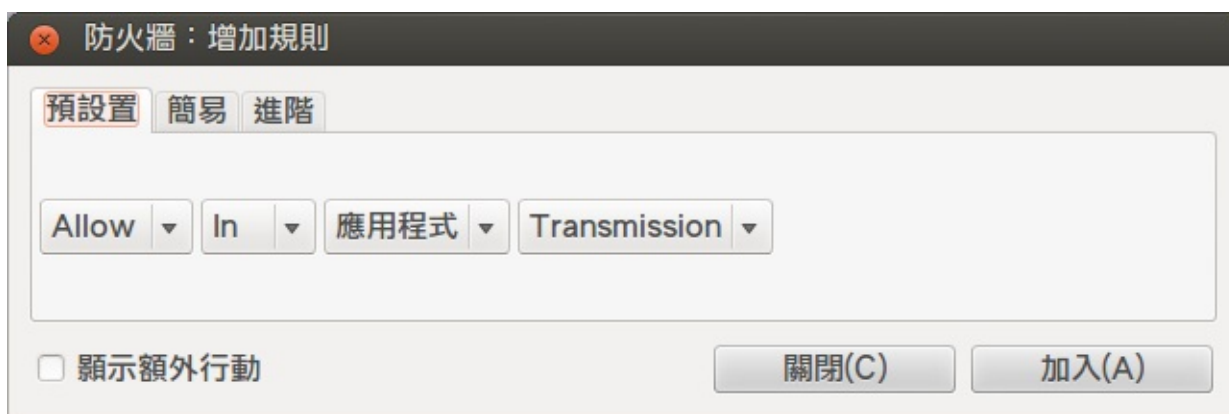 防火牆：增加規則
預設置 簡易 進階
Allow In 應用程式 Transmission
顯示額外行動 關閉(C) 加入(A)